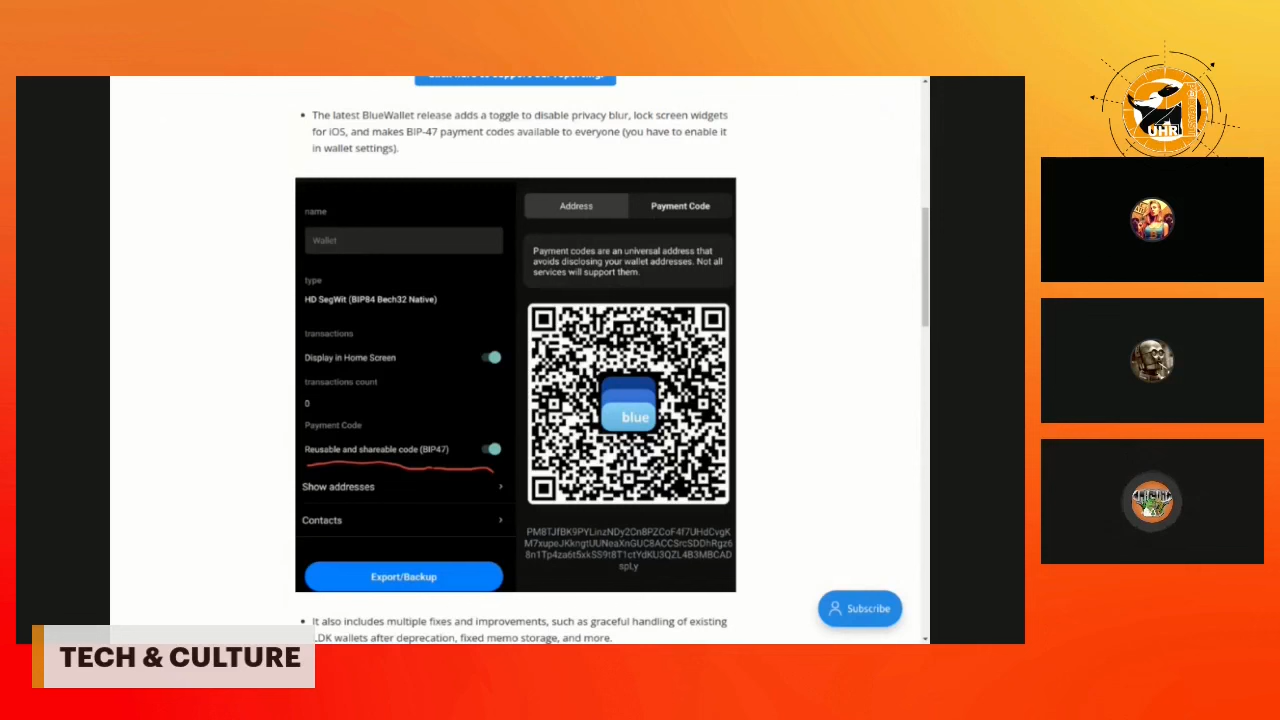 The latest BlueWallet release adds a toggle to disable privacy blur, lock screen widgets
for iOS, and makes BIP-47 payment codes available to everyone (you have to enable it
in wallet settings).
name
Wallet
type
HD SegWit (BIP84 Bech32 Native)
transactions
Display in Home Screen
transactions count
0
Payment Code
Reusable and shareable code (BIP47)
Show addresses
Contacts
Export/Backup
Address
Payment Code
Payment codes are an universal address that
avoids disclosing your wallet addresses. Not all
services will support them.
blue
It also includes multiple fixes and improvements, such as graceful handling of existing
LDK wallets after deprecation, fixed memo storage, and more.
Subscribe
TECH & CULTURE
UHR